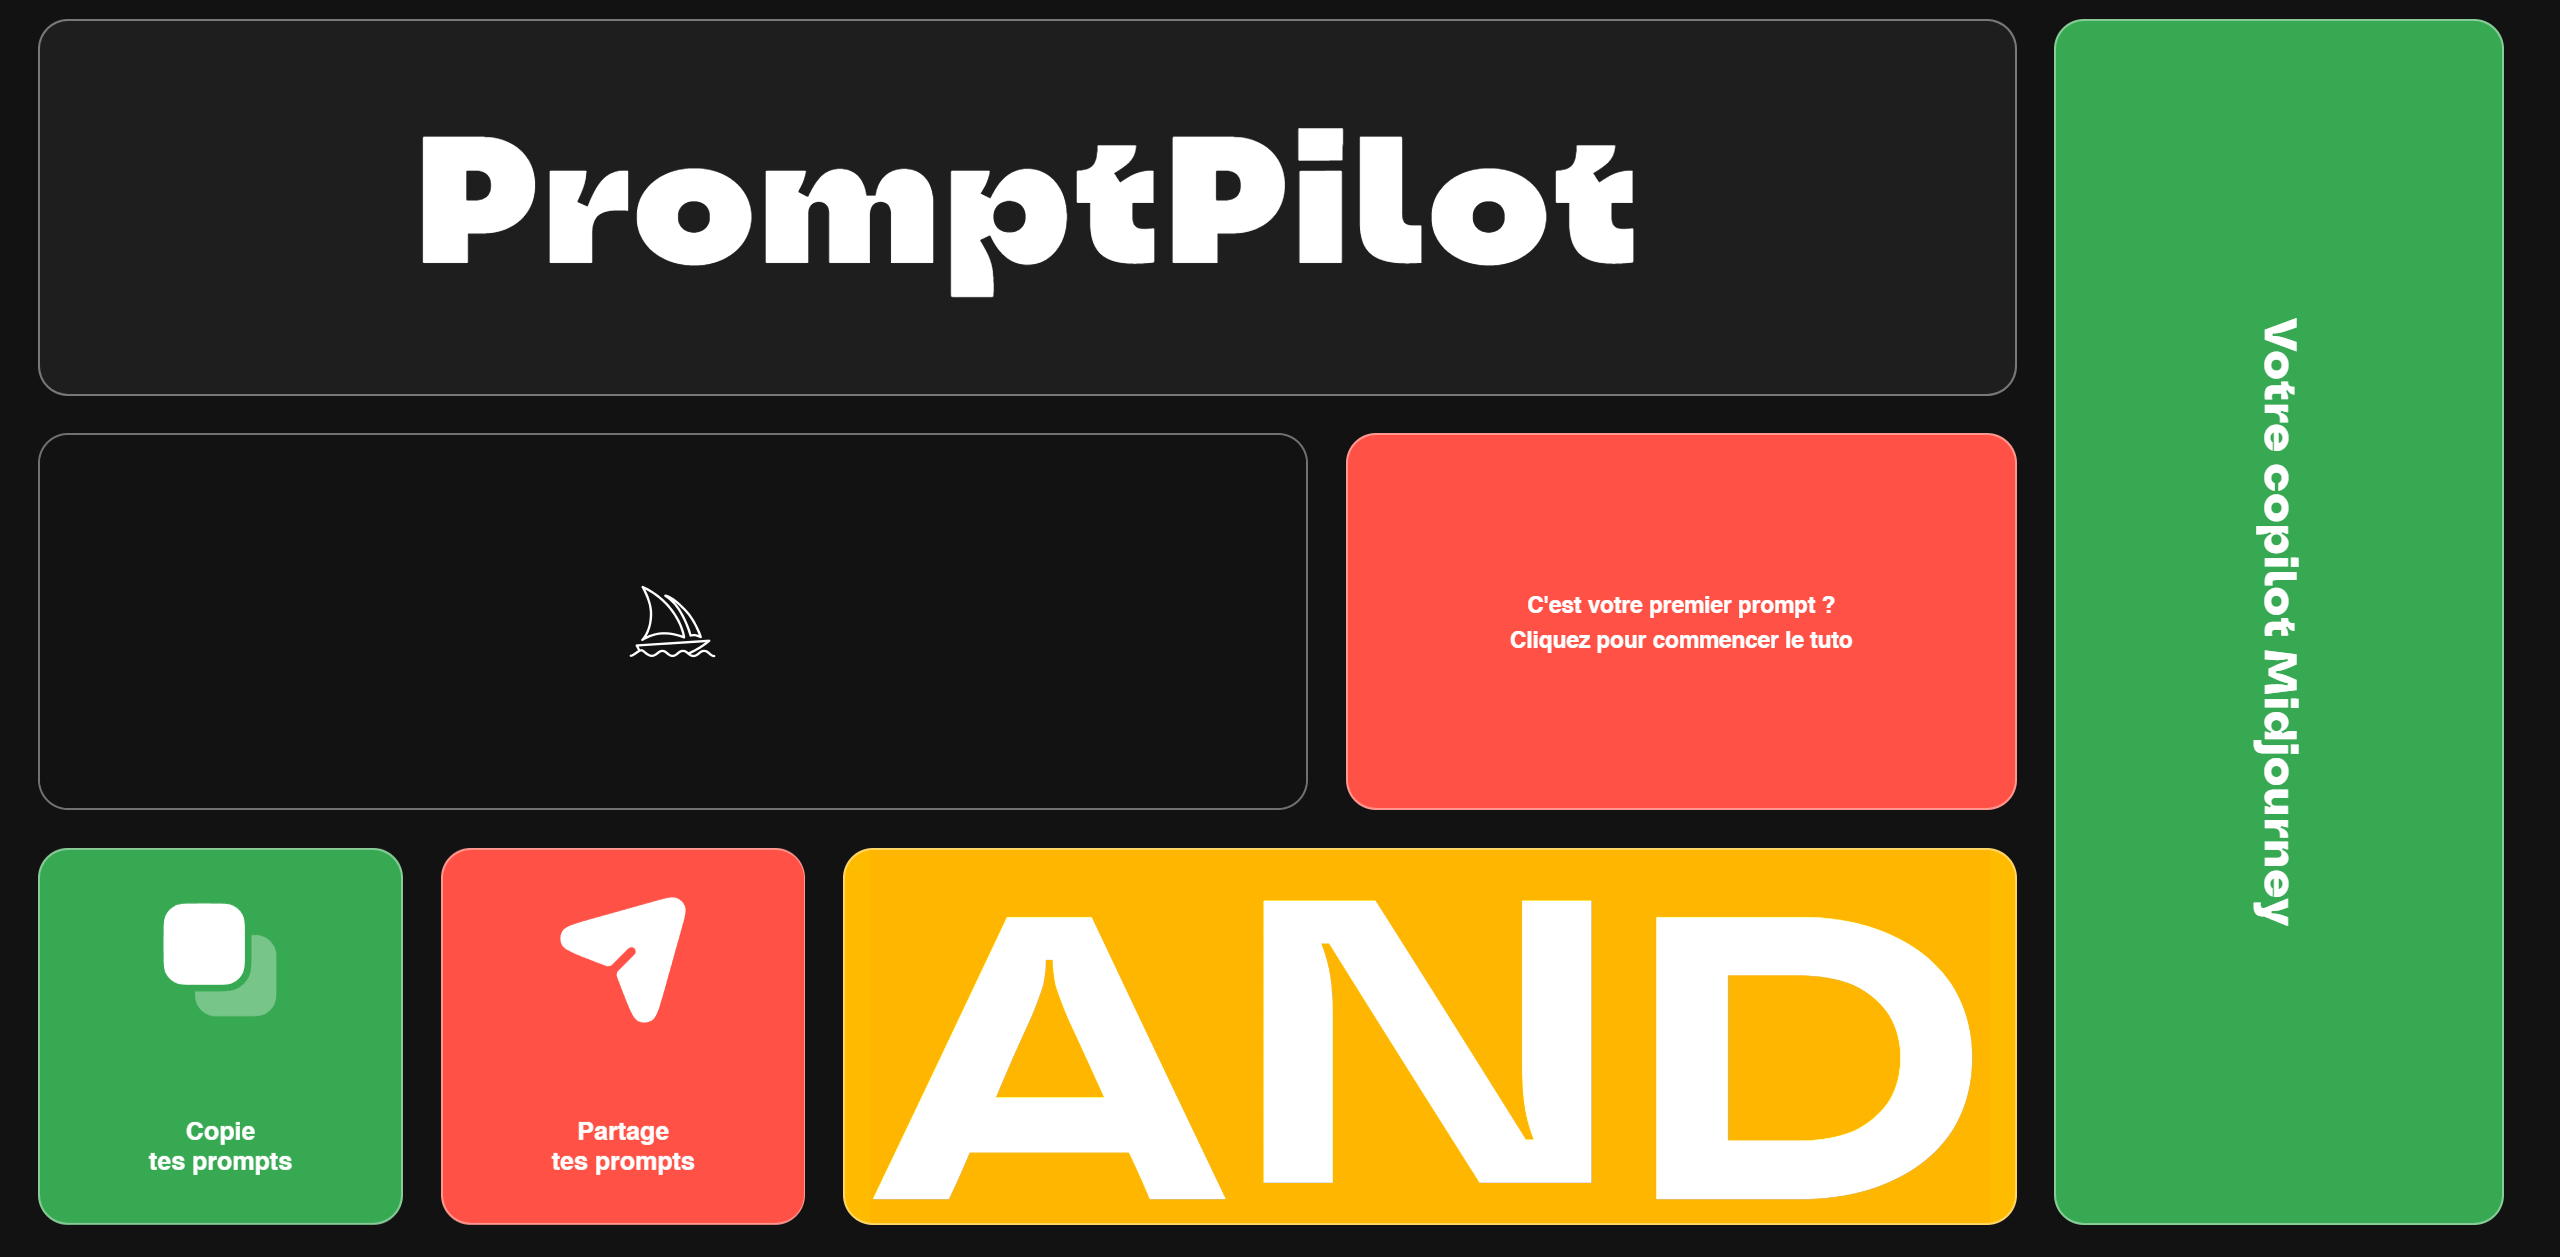 PromptPilot
Votre copilot Midjourney
C'est votre premier prompt ?
Cliquez pour commencer le tuto
Copie
tes prompts
Partage
tes prompts
AND